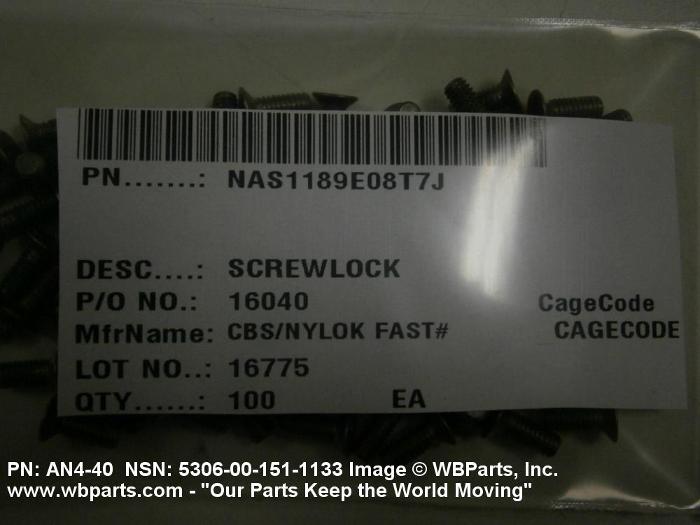 PN.......: NAS1189E08T7J
DESC....: SCREWLOCK
P/O NO.: 16040 CageCode
MfrName: CBS/NYLOK FAST# CAGECODE
LOT NO..: 16775
QTY......: 100 EA
PN: AN4-40 NSN: 5306-00-151-1133 Image © WBParts, Inc.
www.wbparts.com - "Our Parts Keep the World Moving"